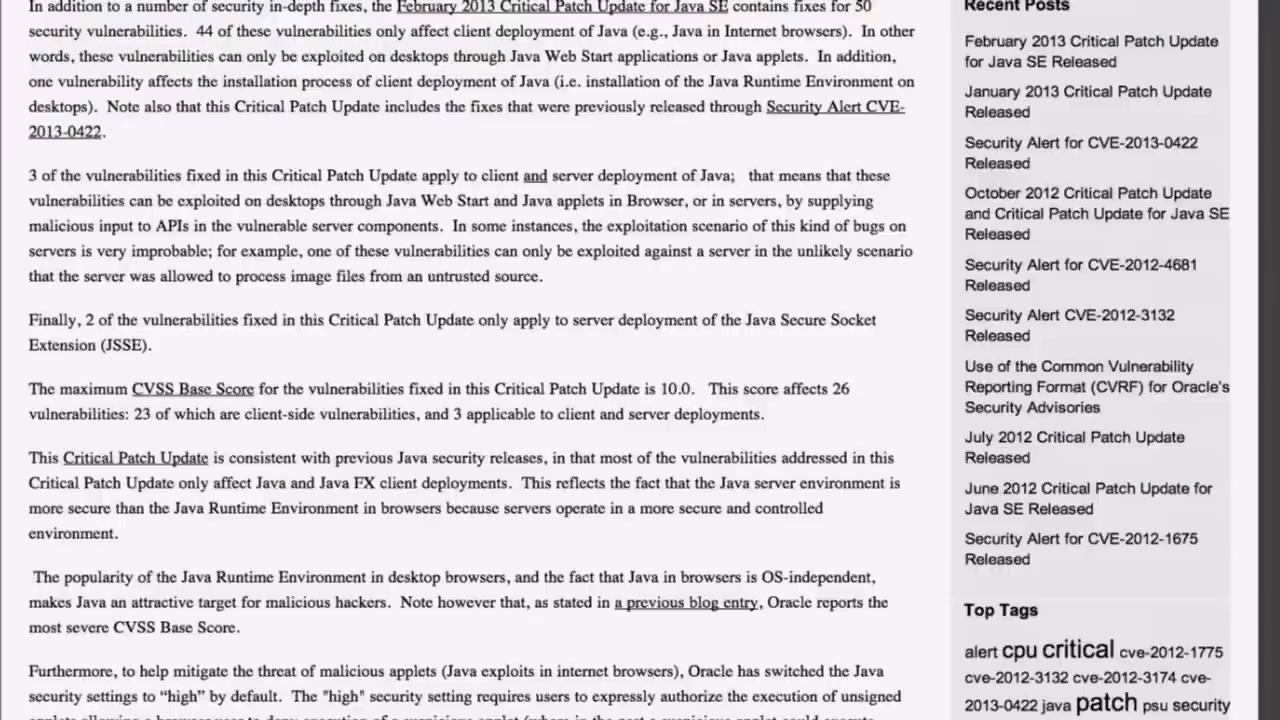 In addition to a number of security in-depth fixes, the February 2013 Critical Patch Update for Java SE contains fixes for 50
security vulnerabilities. 44 of these vulnerabilities only affect client deployment of Java (e.g., Java in Internet browsers). In other
words, these vulnerabilities can only be exploited on desktops through Java Web Start applications or Java applets. In addition,
one vulnerability affects the installation process of client deployment of Java (i.e. installation of the Java Runtime Environment on
desktops). Note also that this Critical Patch Update includes the fixes that were previously released through Security Alert CVE-
2013-0422.
3 of the vulnerabilities fixed in this Critical Patch Update apply to client and server deployment of Java; that means that these
vulnerabilities can be exploited on desktops through Java Web Start and Java applets in Browser, or in servers, by supplying
malicious input to APIs in the vulnerable server components. In some instances, the exploitation scenario of this kind of bugs on
servers is very improbable; for example, one of these vulnerabilities can only be exploited against a server in the unlikely scenario
that the server was allowed to process image files from an untrusted source.
Finally, 2 of the vulnerabilities fixed in this Critical Patch Update only apply to server deployment of the Java Secure Socket
Extension (JSSE).
The maximum CVSS Base Score for the vulnerabilities fixed in this Critical Patch Update is 10.0. This score affects 26
vulnerabilities: 23 of which are client-side vulnerabilities, and 3 applicable to client and server deployments.
This Critical Patch Update is consistent with previous Java security releases, in that most of the vulnerabilities addressed in this
Critical Patch Update only affect Java and Java FX client deployments. This reflects the fact that the Java server environment is
more secure than the Java Runtime Environment in browsers because servers operate in a more secure and controlled
environment.
The popularity of the Java Runtime Environment in desktop browsers, and the fact that Java in browsers is OS-independent,
makes Java an attractive target for malicious hackers. Note however that, as stated in a previous blog entry, Oracle reports the
most severe CVSS Base Score.
Furthermore, to help mitigate the threat of malicious applets (Java exploits in internet browsers), Oracle has switched the Java
security settings to “high” by default. The "high" security setting requires users to expressly authorize the execution of unsigned
Recent Posts
February 2013 Critical Patch Update
for Java SE Released
January 2013 Critical Patch Update
Released
Security Alert for CVE-2013-0422
Released
October 2012 Critical Patch Update
and Critical Patch Update for Java SE
Released
Security Alert for CVE-2012-4681
Released
Security Alert CVE-2012-3132
Released
Use of the Common Vulnerability
Reporting Format (CVRF) for Oracle's
Security Advisories
July 2012 Critical Patch Update
Released
June 2012 Critical Patch Update for
Java SE Released
Security Alert for CVE-2012-1675
Released
Top Tags
alert cpu critical cve-2012-1775
cve-2012-3132 cve-2012-3174 cve-
2013-0422 java patch psu security